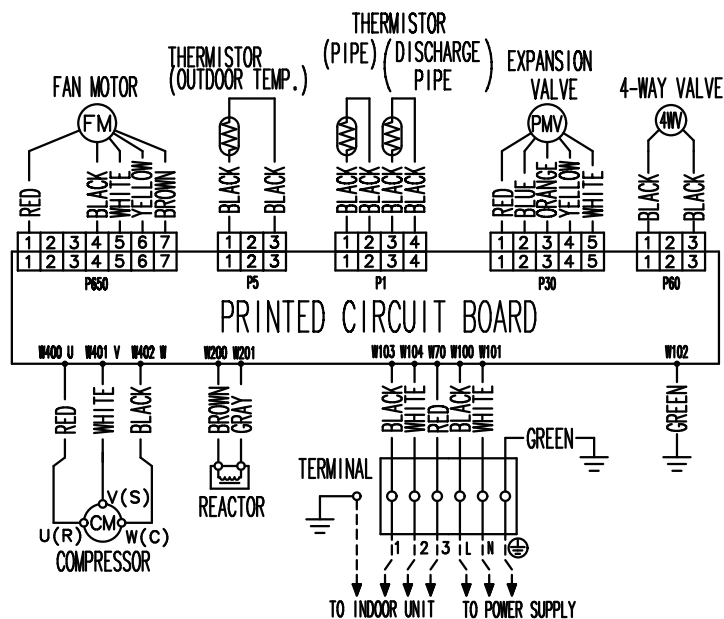 THERMISTOR
(PIPE) (DISCHARGE PIPE)
THERMISTOR
(OUTDOOR TEMP.)
EXPANSION
VALVE
FAN MOTOR
4-WAY VALVE
FM
PMV
4WV
RED
BLACK
WHITE
YELLOW
BROWN
BLACK
BLACK
BLACK
BLACK
BLACK
BLACK
RED
BLUE
ORANGE
YELLOW
WHITE
BLACK
BLACK
1 2 3 4 5 6 7
1 2 3
1 2 3 4
1 2 3 4 5
1 2 3
1 2 3 4 5 6 7
1 2 3
1 2 3 4
1 2 3 4 5
1 2 3
P650
P5
P1
P30
P60
PRINTED CIRCUIT BOARD
W400 U
W401 V
W402 W
W200
W201
W103
W104
W70
W100
W101
W102
RED
WHITE
BLACK
BROWN
GRAY
BLACK
WHITE
RED
BLACK
WHITE
GREEN
GREEN
TERMINAL
V(S)
REACTOR
CM
U(R)
W(C)
COMPRESSOR
1 2 3 L N
TO INDOOR UNIT
TO POWER SUPPLY